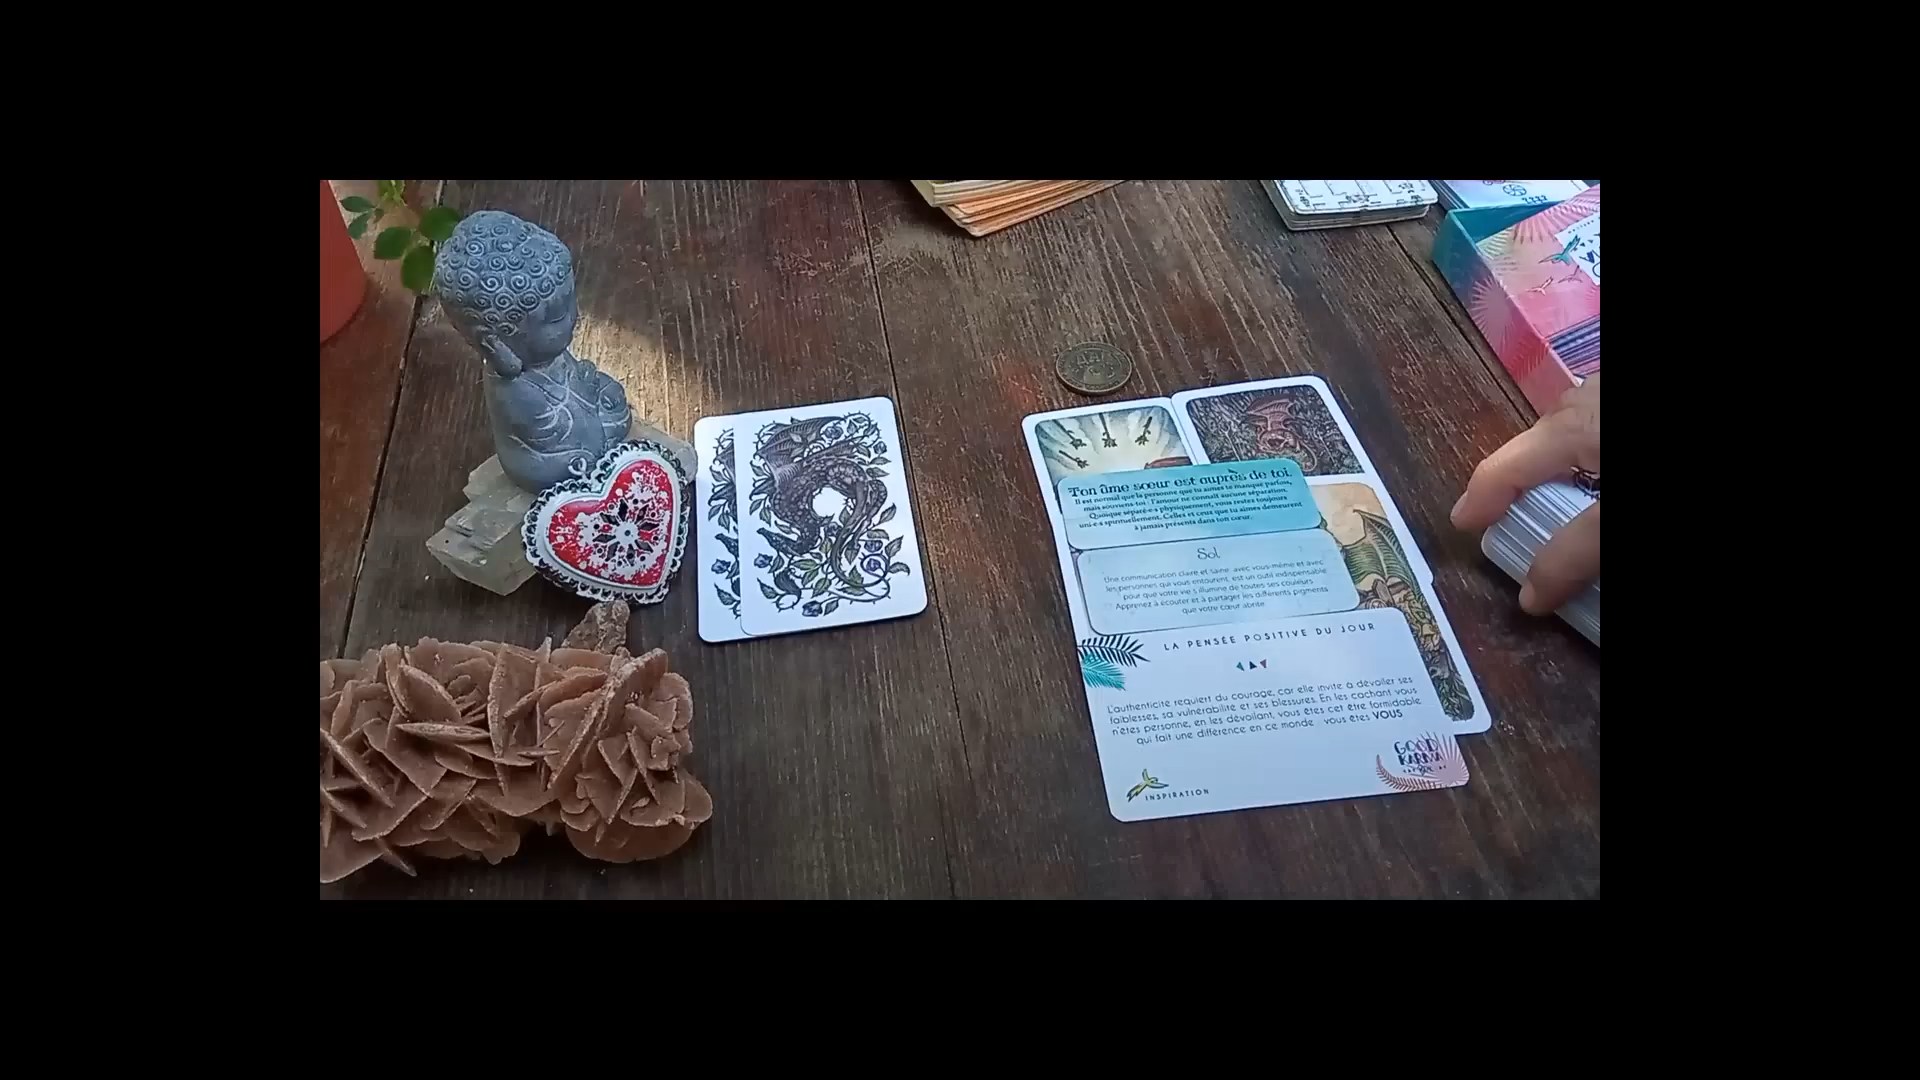 Ton âme sœur est auprès de toi.
Il est normal que la personne que tu aimes te manque parfois,
mais souviens-toi : l'amour ne connaît aucune séparation.
Quoique séparé·e·s physiquement, vous restes toujours
uni·e·s spirituellement. Celles et ceux que tu aimes demeurent
à jamais présents dans ton cœur.
Sol
Une communication claire et saine avec vous-même et avec
les personnes qui vous entourent, est un outil indispensable
pour que votre vie s'illumine de toutes ses couleurs
Apprenez à écouter et à partager les différents pigments
que votre cœur abrite.
LA PENSÉE POSITIVE DU JOUR
L'authenticité requiert du courage, car elle invite à dévoiler ses
faiblesses, sa vulnérabilité et ses blessures. En les cachant vous
n'êtes personne, en les dévoilant, vous êtes cet être formidable
qui fait une différence en ce monde : vous êtes VOUS
GOOD
KARMA
INSPIRATION